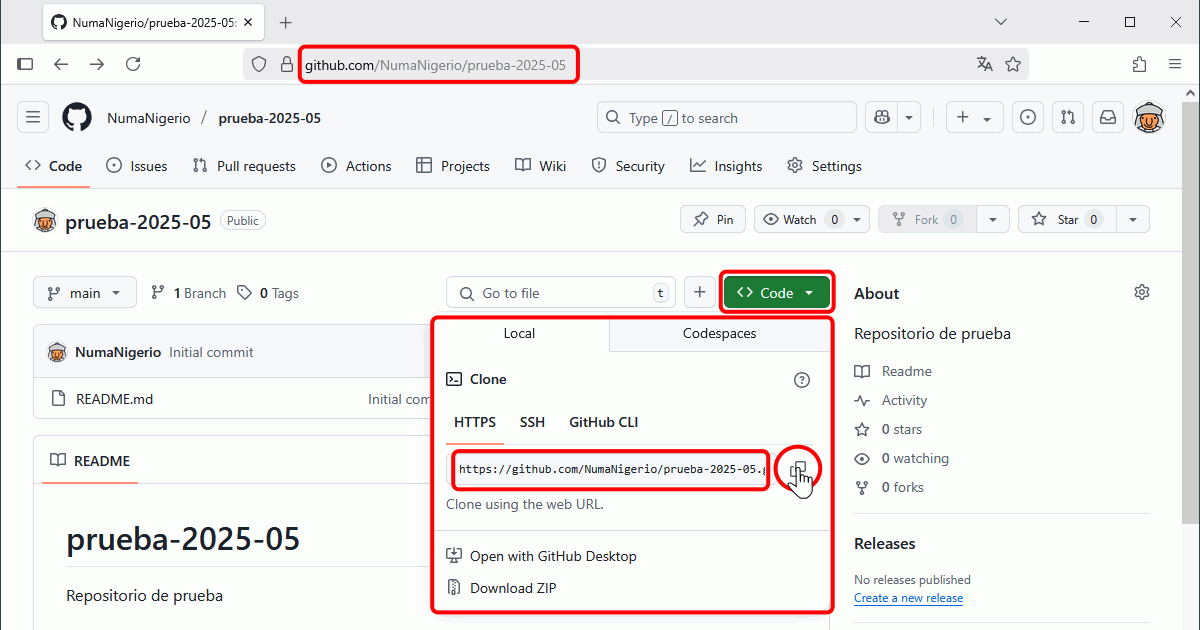 NumaNigerio/prueba-2025-05:
github.com/NumaNigerio/prueba-2025-05
NumaNigerio / prueba-2025-05
Type / to search
Code
Issues
Pull requests
Actions
Projects
Wiki
Security
Insights
Settings
prueba-2025-05
Public
Pin
Watch 0
Fork 0
Star 0
main
1 Branch
0 Tags
Go to file
t
Code
NumaNigerio Initial commit
README.md
Initial com
README
prueba-2025-05
Repositorio de prueba
Local
Codespaces
Clone
HTTPS
SSH
GitHub CLI
https://github.com/NumaNigerio/prueba-2025-05.g
Clone using the web URL.
Open with GitHub Desktop
Download ZIP
About
Repositorio de prueba
Readme
Activity
0 stars
0 watching
0 forks
Releases
No releases published
Create a new release